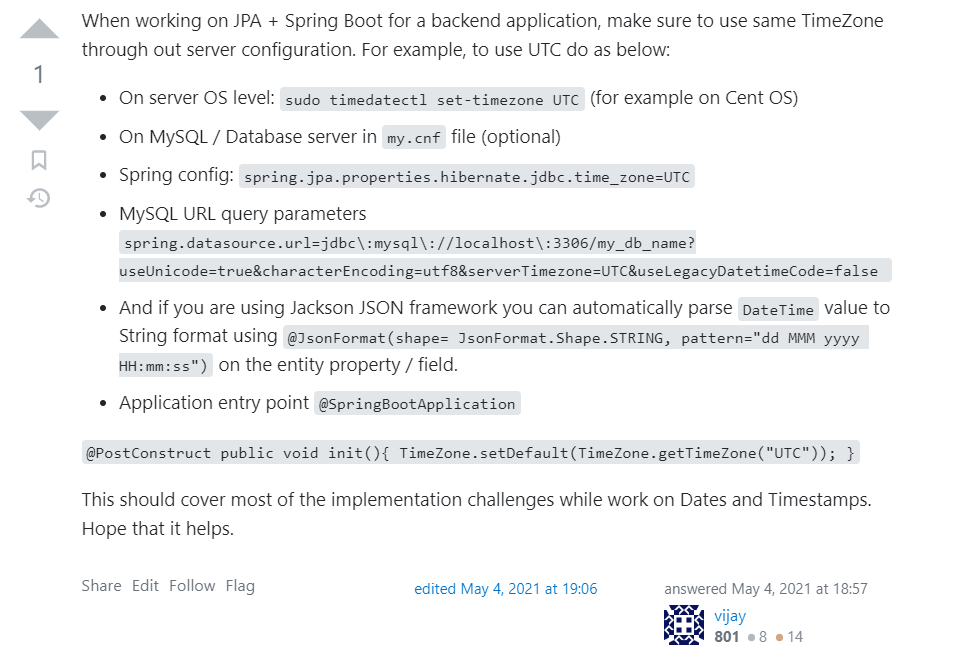 When working on JPA + Spring Boot for a backend application, make sure to use same TimeZone
through out server configuration. For example, to use UTC do as below:
1
• On server OS level: sudo timedatectl set-timezone UTC (for example on Cent OS)
• On MySQL / Database server in my.cnf file (optional)
• Spring config: spring.jpa.properties.hibernate.jdbc.time_zone=UTC
• MySQL URL query parameters
spring.datasource.url=jdbc\:mysql\://localhost\:3306/my_db_name?
useUnicode=true&characterEncoding=utf8&serverTimezone=UTC&useLegacyDatetimeCode=false
• And if you are using Jackson JSON framework you can automatically parse DateTime value to
String format using @JsonFormat(shape= JsonFormat.Shape.STRING, pattern="dd MMM yyyy
HH:mm:ss") on the entity property / field.
• Application entry point @SpringBootApplication
@PostConstruct public void init(){ TimeZone.setDefault(TimeZone.getTimeZone("UTC")); }
This should cover most of the implementation challenges while work on Dates and Timestamps.
Hope that it helps.
Share Edit Follow Flag
edited May 4, 2021 at 19:06
answered May 4, 2021 at 18:57
vijay
801 ●8 ●14